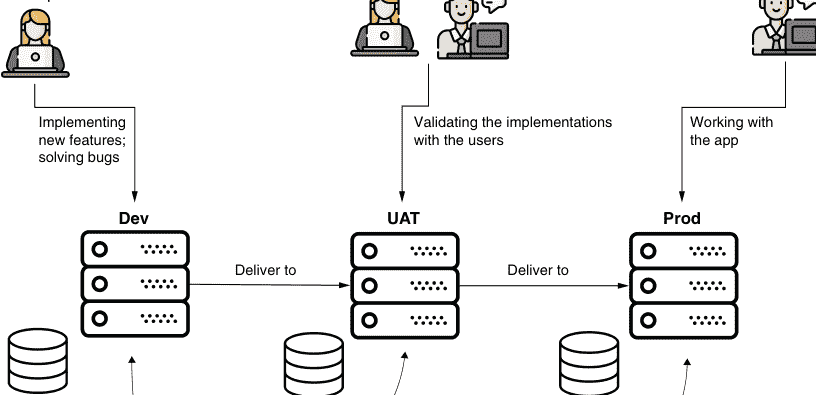 Implementing
new features;
solving bugs
Validating the implementations
with the users
Working with
the app
Dev
UAT
Prod
Deliver to
Deliver to